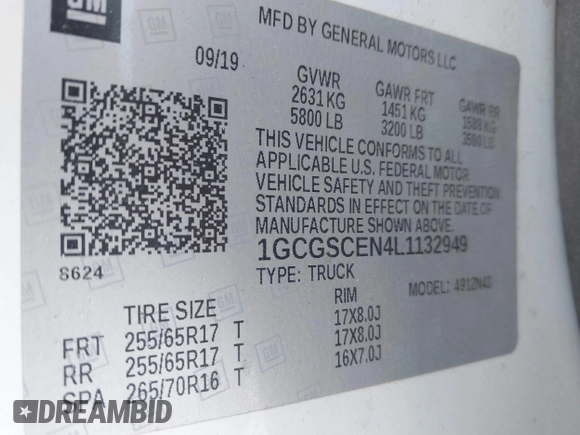 GM
MFD BY GENERAL MOTORS LLC
09/19
GVWR GAWR FRT GAWR RR
2631 KG 1451 KG 1588 KG
5800 LB 3200 LB 3500 LB
THIS VEHICLE CONFORMS TO ALL
APPLICABLE U.S. FEDERAL MOTOR
VEHICLE SAFETY AND THEFT PREVENTION
STANDARDS IN EFFECT ON THE DATE OF
MANUFACTURE SHOWN ABOVE.
1GCGSCEN4L1132949
8624
TYPE: TRUCK MODEL: 4912N43
TIRE SIZE RIM
FRT 255/65R17 T 17X8.0J
RR 255/65R17 T 17X8.0J
SPA 265/70R16 T 16X7.0J
DREAMBID